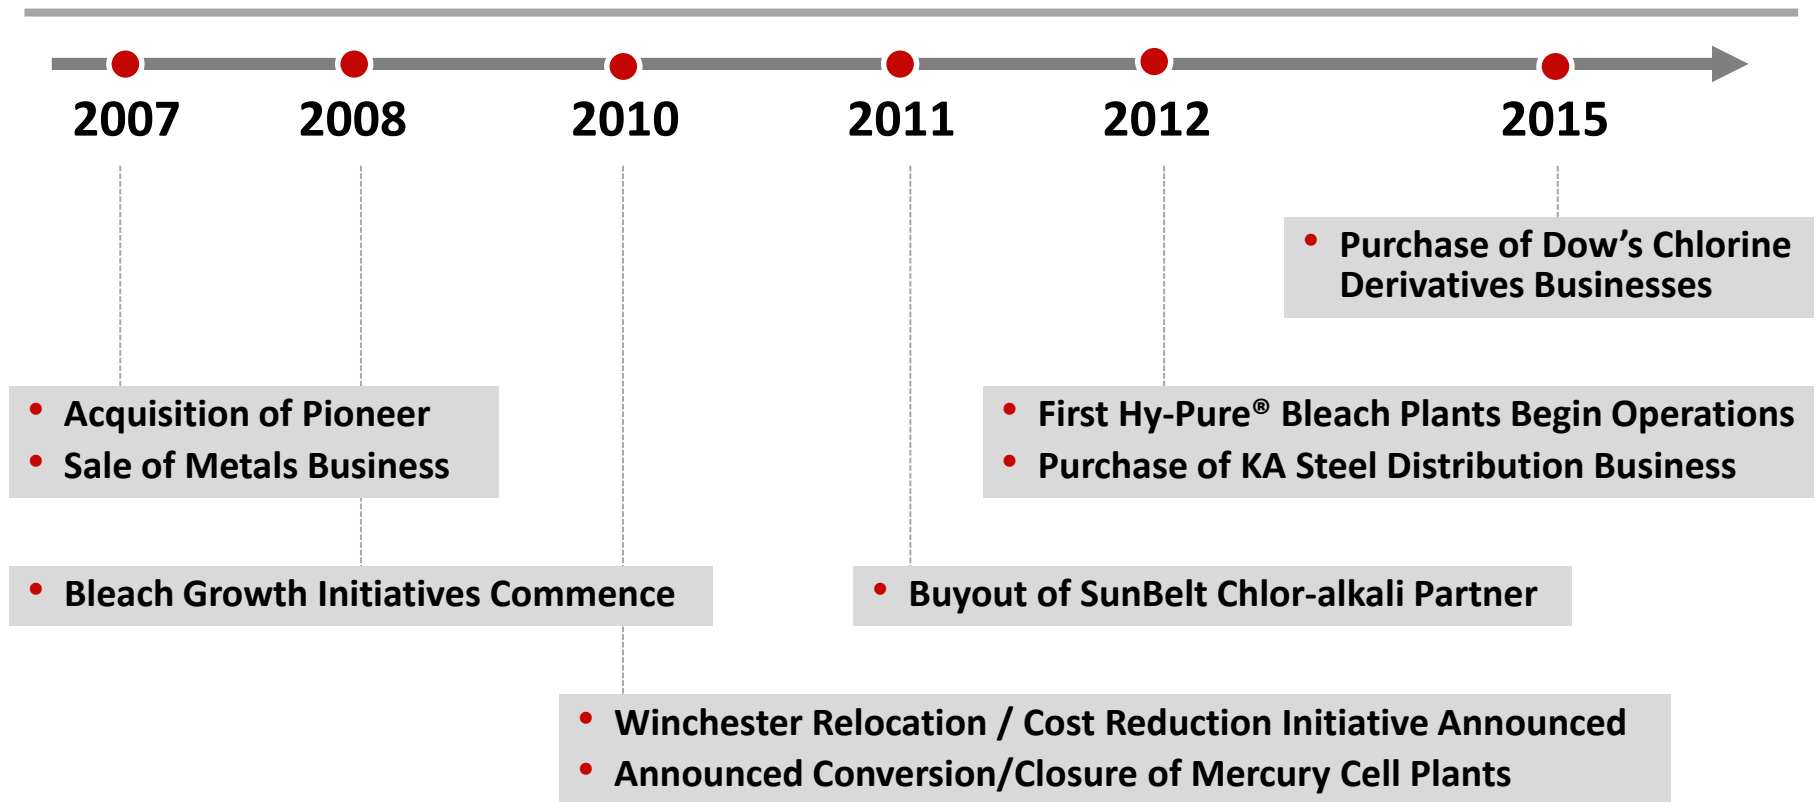 2007 2008 2010 2011 2012 2015
• Purchase of Dow’s Chlorine
Derivatives Businesses
• Acquisition of Pioneer
• Sale of Metals Business
• First Hy-Pure® Bleach Plants Begin Operations
• Purchase of KA Steel Distribution Business
• Bleach Growth Initiatives Commence
• Buyout of SunBelt Chlor-alkali Partner
• Winchester Relocation / Cost Reduction Initiative Announced
• Announced Conversion/Closure of Mercury Cell Plants